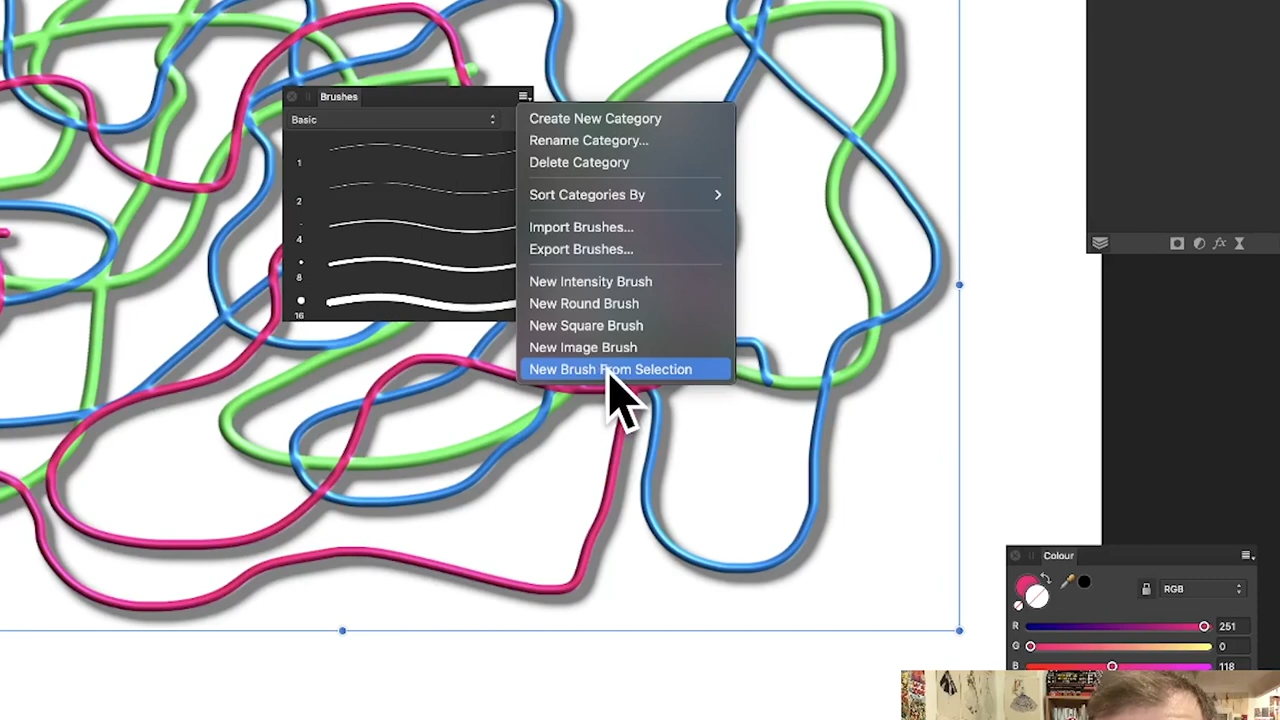 Brushes
Basic
1
2
4
8
16
Create New Category
Rename Category...
Delete Category
Sort Categories By
Import Brushes...
Export Brushes...
New Intensity Brush
New Round Brush
New Square Brush
New Image Brush
New Brush From Selection
fx
Colour
RGB
R 251
G 0
B 118